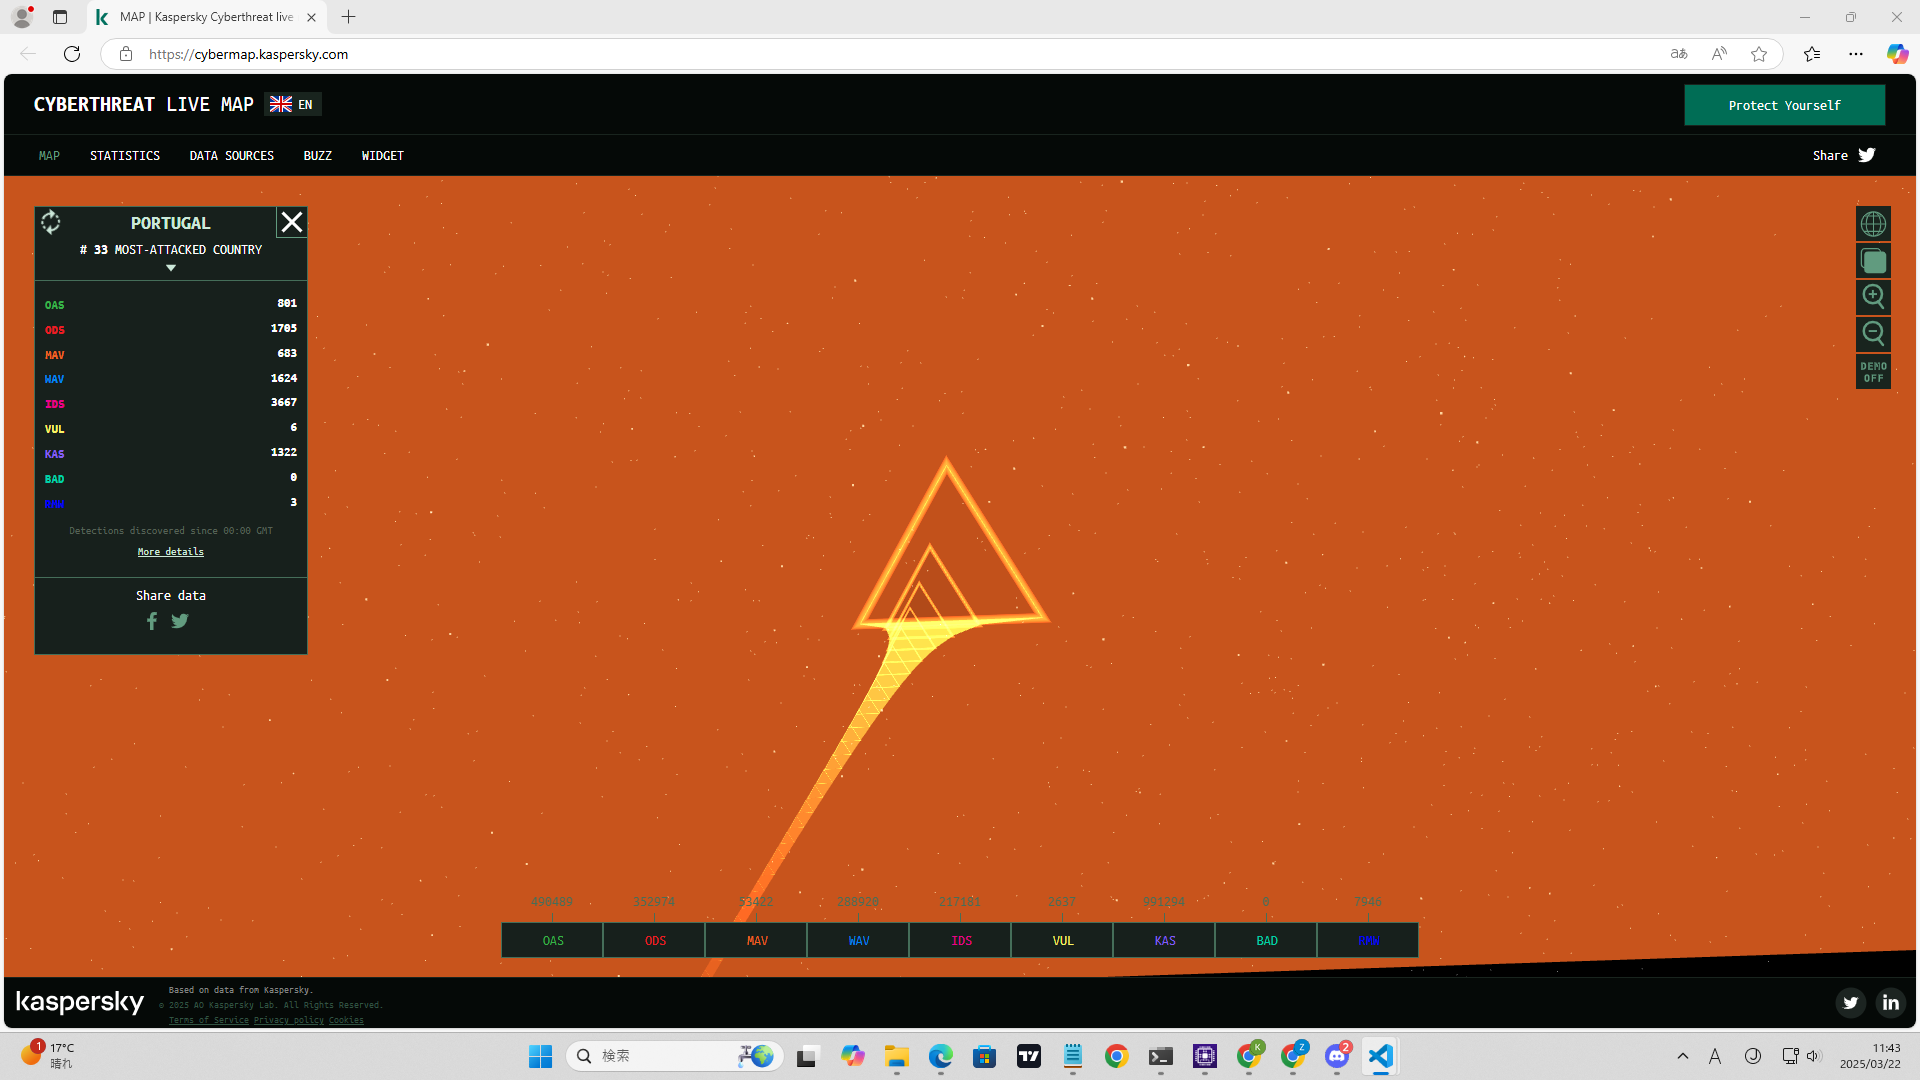 MAP | Kaspersky Cyberthreat live
https://cybermap.kaspersky.com
CYBERTHREAT LIVE MAP EN
Protect Yourself
MAP STATISTICS DATA SOURCES BUZZ WIDGET
Share
PORTUGAL
# 33 MOST-ATTACKED COUNTRY
OAS 801
ODS 1705
MAV 683
WAV 1624
IDS 3667
VUL 6
KAS 1322
BAD 0
RMW 3
Detections discovered since 00:00 GMT
More details
Share data
DEMO
OFF
490489 352974 53422 288920 217181 2637 991294 0 7946
OAS ODS MAV WAV IDS VUL KAS BAD RMW
kaspersky
Based on data from Kaspersky.
© 2025 AO Kaspersky Lab. All Rights Reserved.
Terms of Service Privacy policy Cookies
1
17°C
晴れ
検索
K
Z
2
A
11:43
2025/03/22